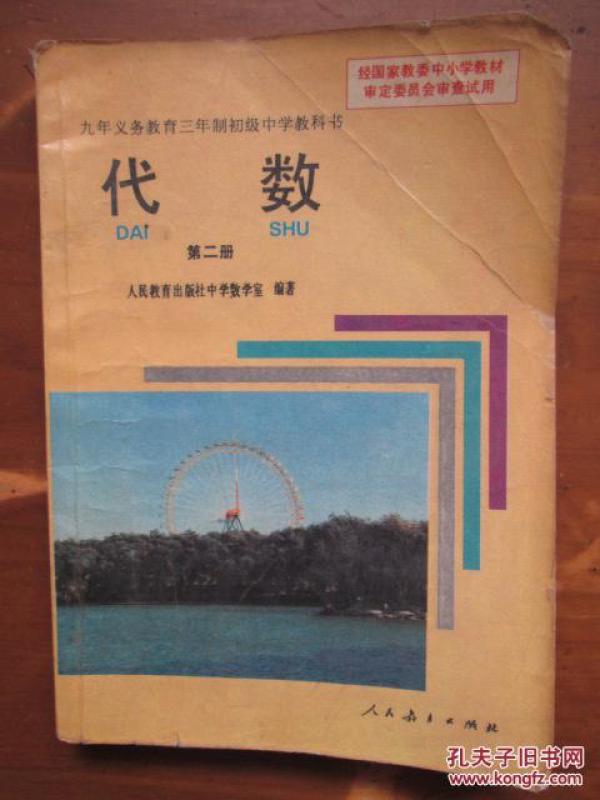 经国家教委中小学教材
审定委员会审查试用
九年义务教育三年制初级中学教科书
代数
DAI SHU
第二册
人民教育出版社中学数学室 编著
人民教育出版社
孔夫子旧书网
www.kongfz.com